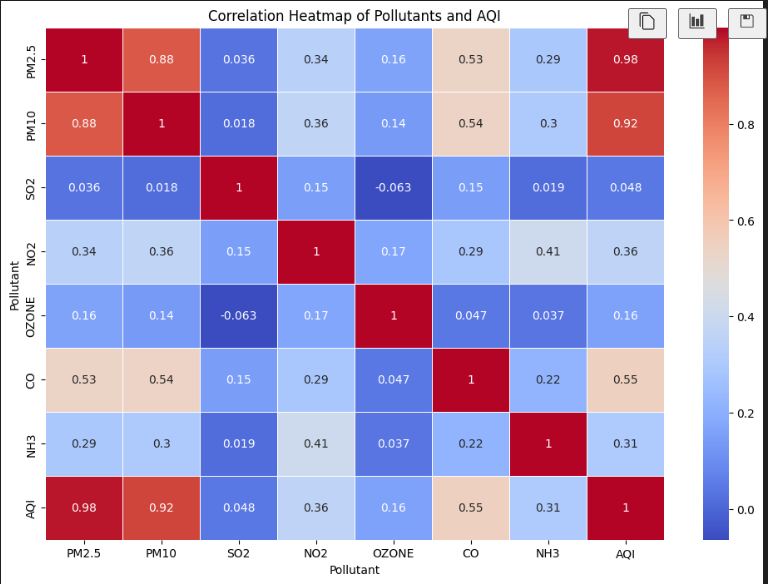 Correlation Heatmap of Pollutants and AQI
PM2.5 1 0.88 0.036 0.34 0.16 0.53 0.29 0.98
PM10 0.88 1 0.018 0.36 0.14 0.54 0.3 0.92
SO2 0.036 0.018 1 0.15 -0.063 0.15 0.019 0.048
NO2 0.34 0.36 0.15 1 0.17 0.29 0.41 0.36
OZONE 0.16 0.14 -0.063 0.17 1 0.047 0.037 0.16
CO 0.53 0.54 0.15 0.29 0.047 1 0.22 0.55
NH3 0.29 0.3 0.019 0.41 0.037 0.22 1 0.31
AQI 0.98 0.92 0.048 0.36 0.16 0.55 0.31 1
PM2.5 PM10 SO2 NO2 OZONE CO NH3 AQI
Pollutant
Pollutant
0.8
0.6
0.4
0.2
0.0